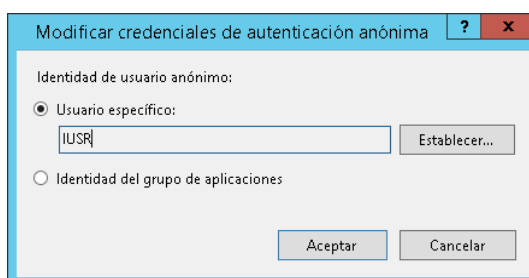 Modificar credenciales de autenticación anónima ? x
Identidad de usuario anónimo:
Usuario específico:
IUSR Establecer...
Identidad del grupo de aplicaciones
Aceptar Cancelar